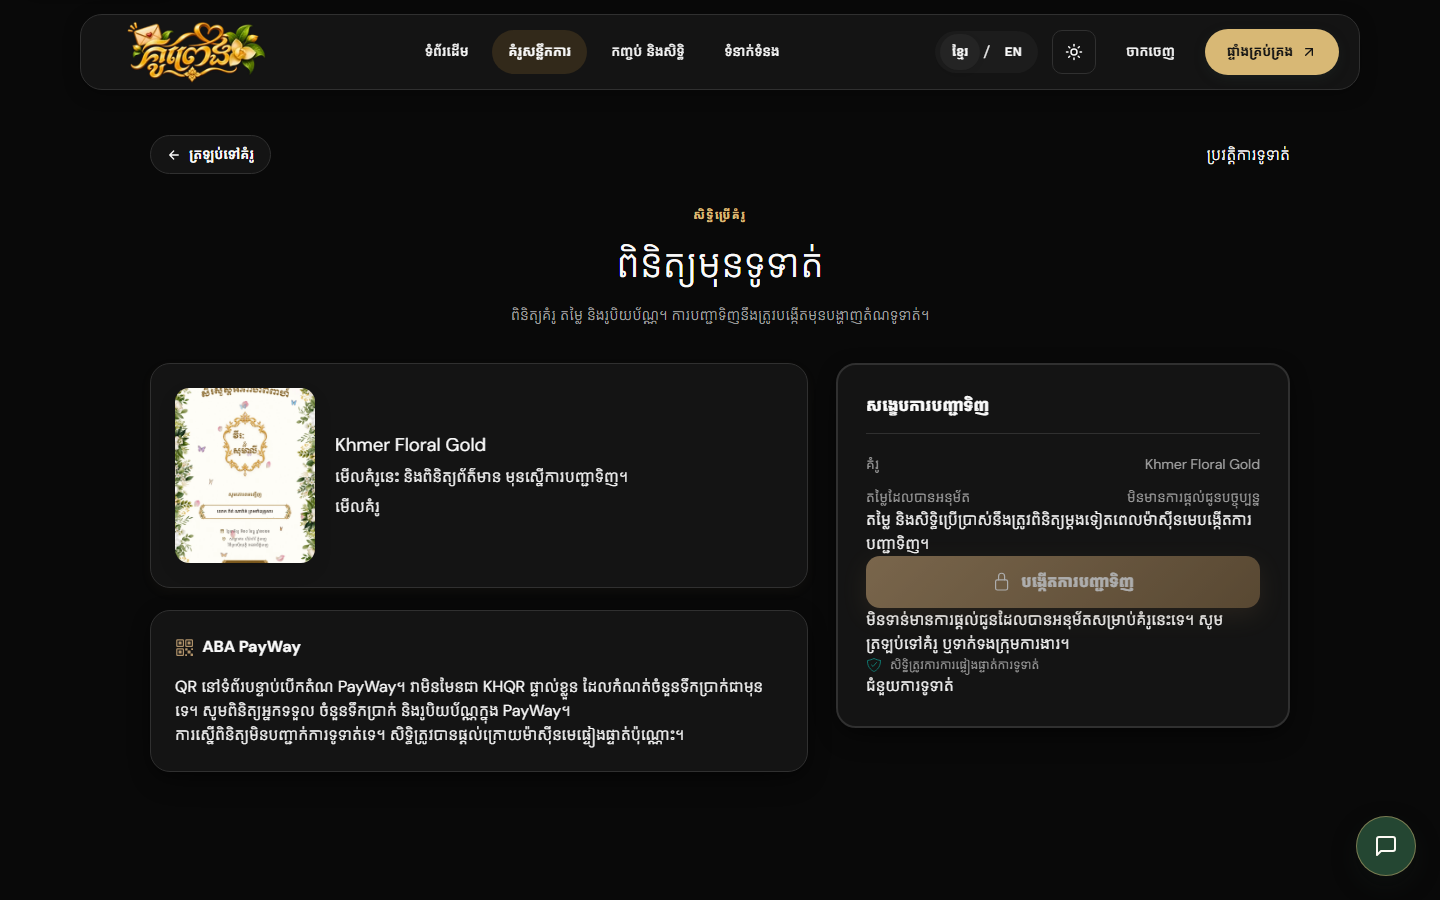 គូព្រេង
ទំព័រដើម
គំរូសន្លឹកការ
កញ្ចប់ និងសិទ្ធិ
ទំនាក់ទំនង
ខ្មែរ / EN
ចាកចេញ
ផ្ទាំងគ្រប់គ្រង
ត្រឡប់ទៅគំរូ
ប្រវត្តិការទូទាត់
សិទ្ធិប្រើគំរូ
ពិនិត្យមុនទូទាត់
ពិនិត្យគំរូ តម្លៃ និងរូបិយប័ណ្ណ។ ការបញ្ជាទិញនឹងត្រូវបង្កើតមុនបង្ហាញតំណទូទាត់។
Khmer Floral Gold
មើលគំរូនេះ និងពិនិត្យព័ត៌មាន មុនស្នើការបញ្ជាទិញ។
មើលគំរូ
ABA PayWay
QR នៅទំព័រប​ន្ទាប់បើកតំណ PayWay។ វាមិនមែនជា KHQR ផ្ទាល់ខ្លួន ដែលកំណត់ចំនួនទឹកប្រាក់ជាមុន
ទេ។ សូមពិនិត្យអ្នកទទួល ចំនួនទឹកប្រាក់ និងរូបិយប័ណ្ណក្នុង PayWay។
ការស្នើពិនិត្យមិនបញ្ជាក់ការទូទាត់ទេ។ សិទ្ធិត្រូវបានផ្តល់ក្រោយម៉ាស៊ីនមេផ្ទៀងផ្ទាត់ប៉ុណ្ណោះ។
សង្ខេបការបញ្ជាទិញ
គំរូ
Khmer Floral Gold
តម្លៃដែលបានអនុម័ត
មិនមានការផ្តល់ជូនបច្ចុប្បន្ន
តម្លៃ និងសិទ្ធិប្រើប្រាស់នឹងត្រូវពិនិត្យម្តងទៀតពេលម៉ាស៊ីនមេបង្កើតការ
បញ្ជាទិញ។
បង្កើតការបញ្ជាទិញ
មិនទាន់មានការផ្តល់ជូនដែលបានអនុម័តសម្រាប់គំរូនេះទេ។ សូម
ត្រឡប់ទៅគំរូ ឬទាក់ទងក្រុមការងារ។
សិទ្ធិត្រូវការការផ្ទៀងផ្ទាត់ការទូទាត់
ជំនួយការទូទាត់